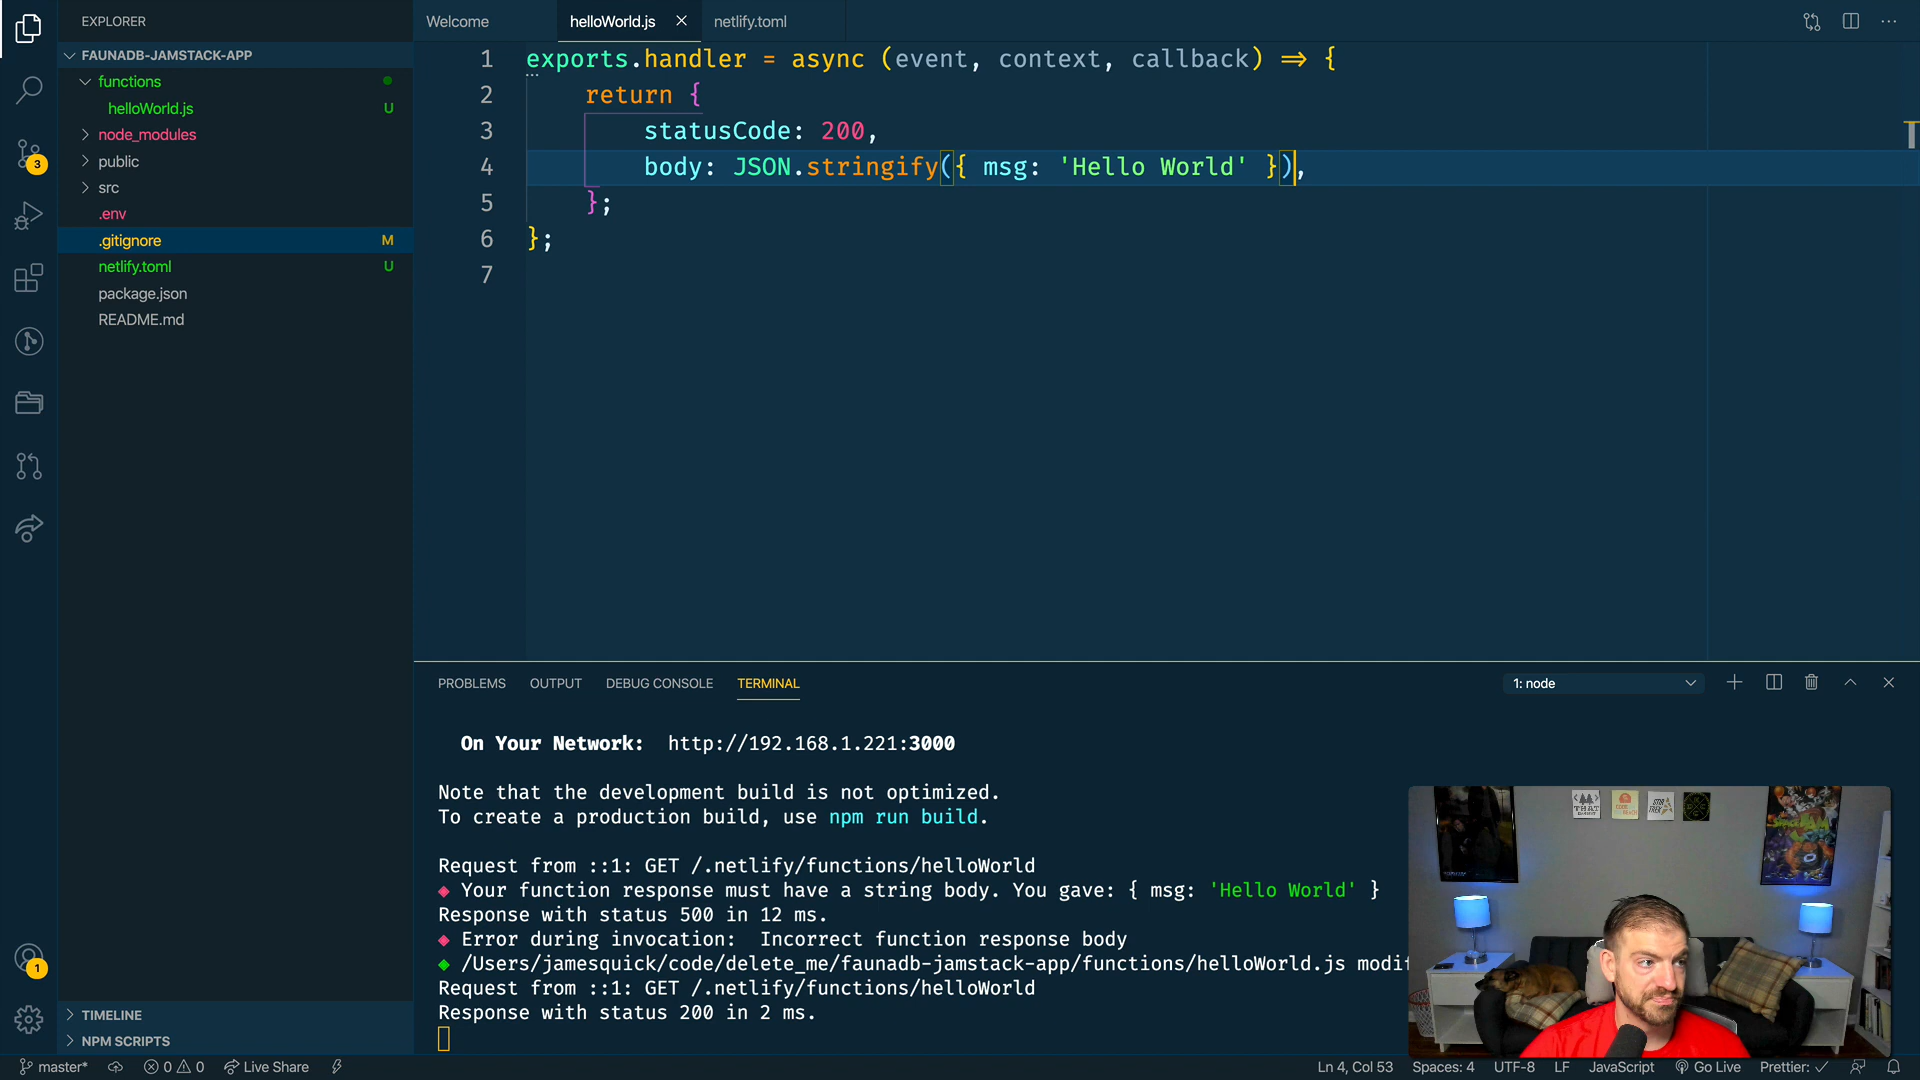 EXPLORER
FAUNADB-JAMSTACK-APP
functions
helloWorld.js U
node_modules
public
src
.env
.gitignore M
netlify.toml U
package.json
README.md
3
1
TIMELINE
NPM SCRIPTS
Welcome helloWorld.js netlify.toml
1 exports.handler = async (event, context, callback) => {
2 return {
3 statusCode: 200,
4 body: JSON.stringify({ msg: 'Hello World' }),
5 };
6 };
7
PROBLEMS OUTPUT DEBUG CONSOLE TERMINAL 1: node
On Your Network: http://192.168.1.221:3000
Note that the development build is not optimized.
To create a production build, use npm run build.
Request from ::1: GET /.netlify/functions/helloWorld
◈ Your function response must have a string body. You gave: { msg: 'Hello World' }
Response with status 500 in 12 ms.
◈ Error during invocation: Incorrect function response body
◈ /Users/jamesquick/code/delete_me/faunadb-jamstack-app/functions/helloWorld.js modif
Request from ::1: GET /.netlify/functions/helloWorld
Response with status 200 in 2 ms.
STAR TREK
master* 0 0 Live Share Ln 4, Col 53 Spaces: 4 UTF-8 LF JavaScript Go Live Prettier: ✓